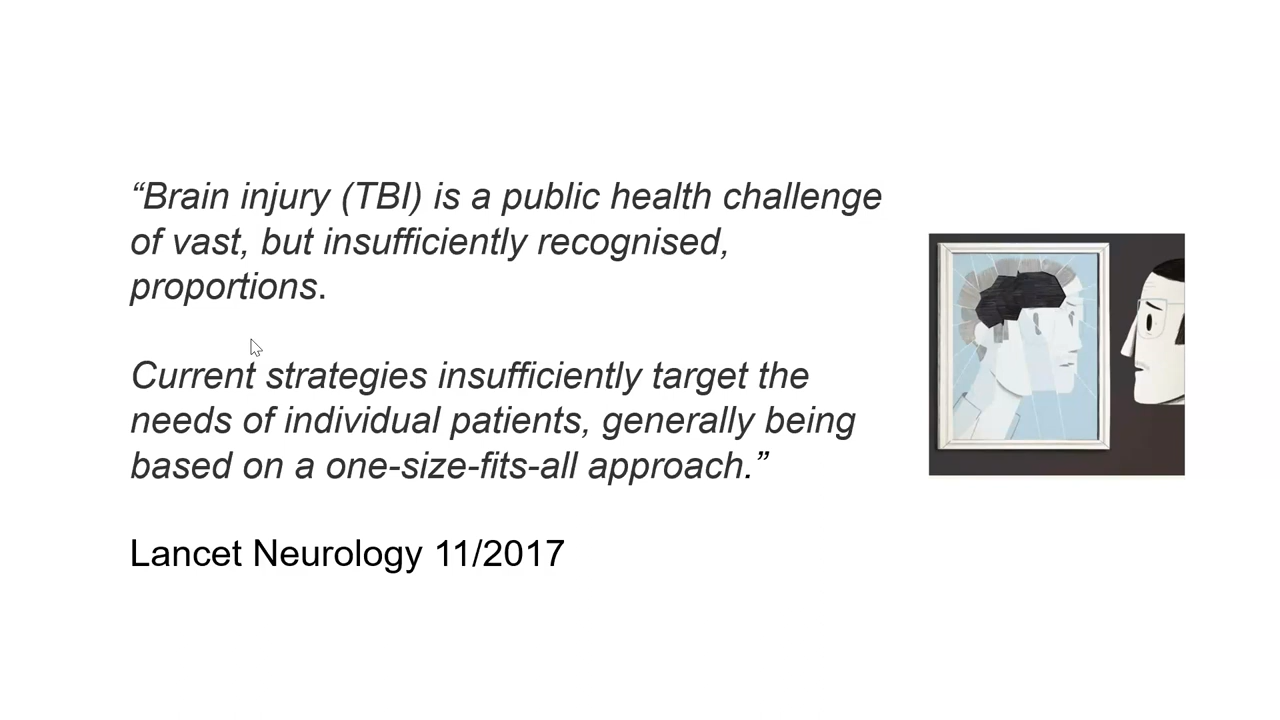 “Brain injury (TBI) is a public health challenge
of vast, but insufficiently recognised,
proportions.
Current strategies insufficiently target the
needs of individual patients, generally being
based on a one-size-fits-all approach.”
Lancet Neurology 11/2017